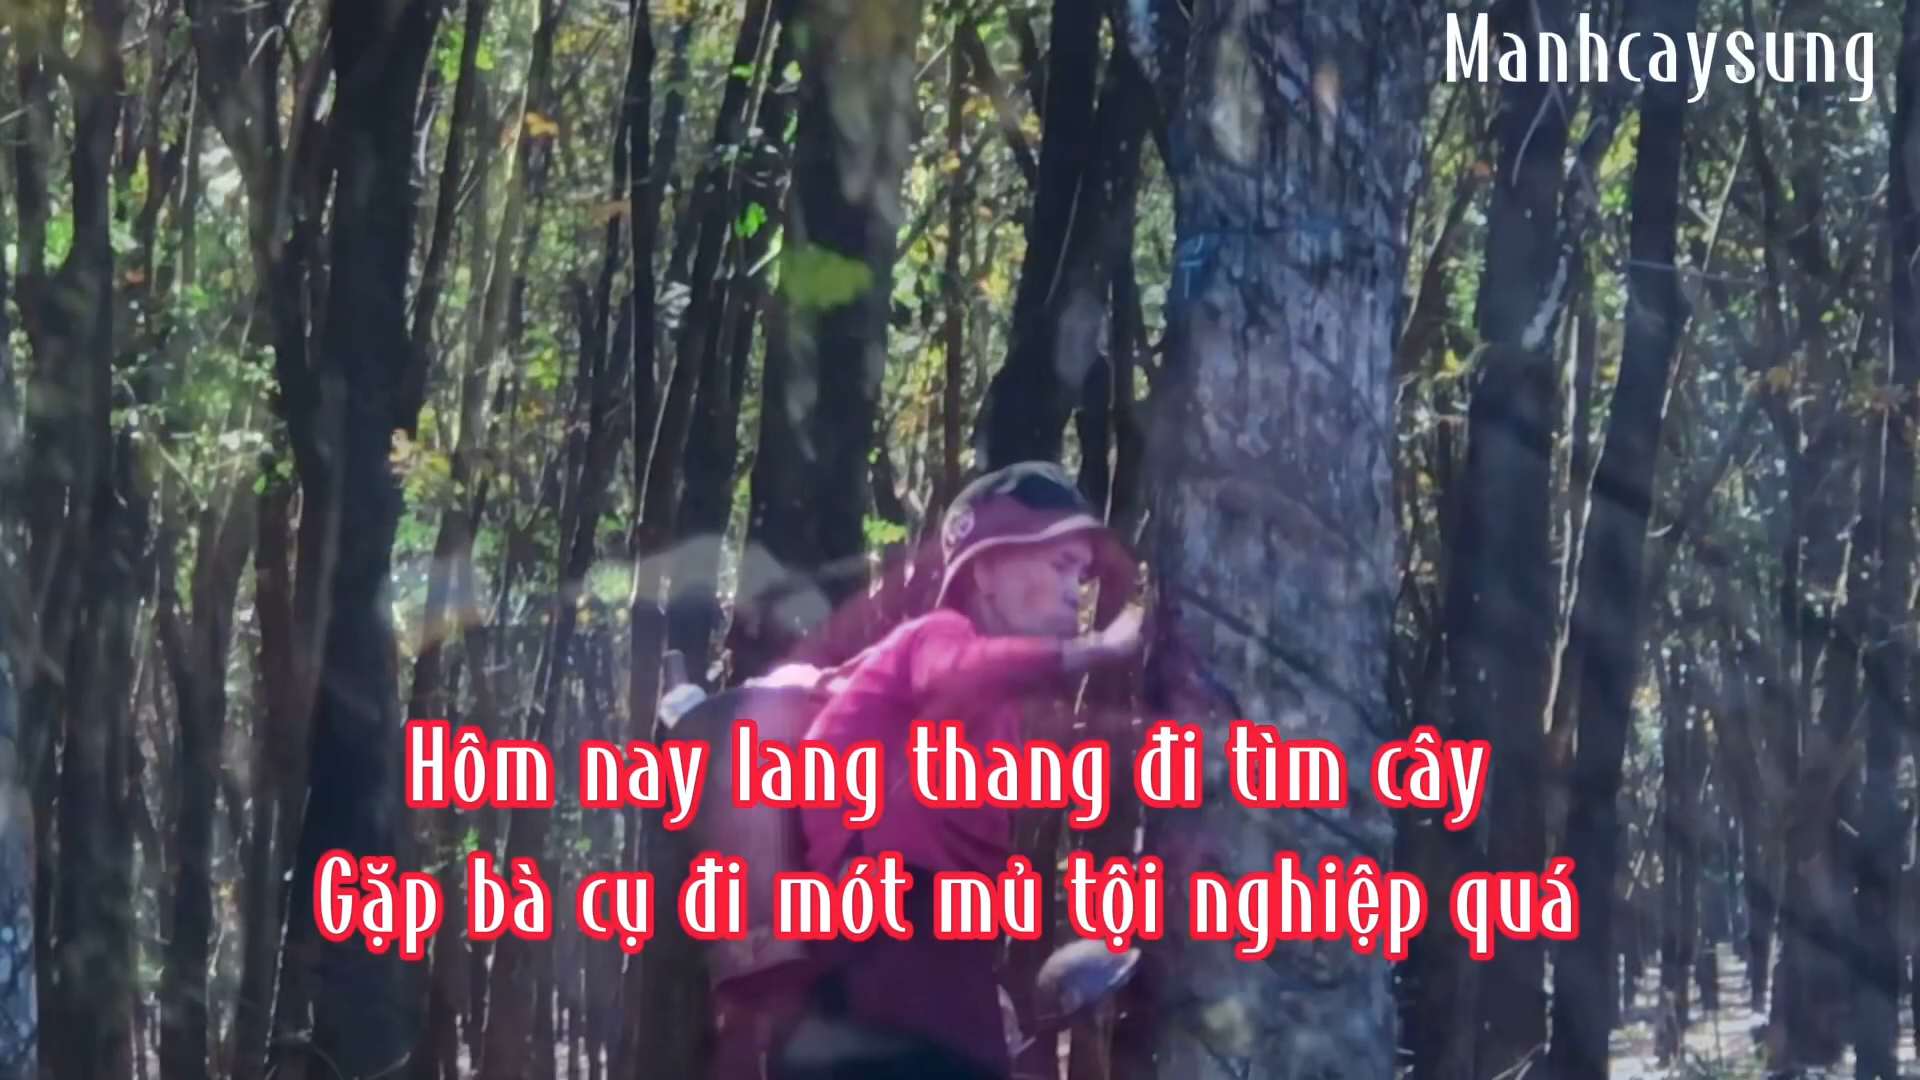 Manhcaysung
Hôm nay lang thang đi tìm cây
Gặp bà cụ đi mót mủ tội nghiệp quá